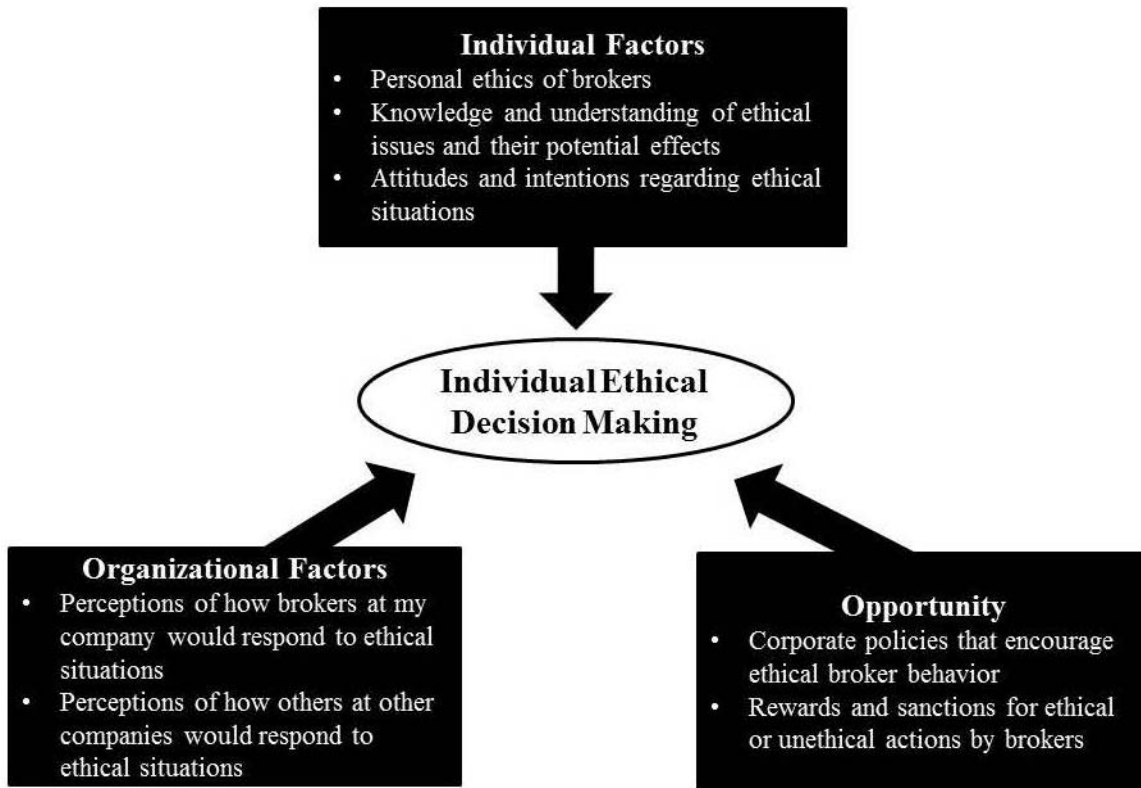 Individual Factors
• Personal ethics of brokers
• Knowledge and understanding of ethical
issues and their potential effects
• Attitudes and intentions regarding ethical
situations
Individual Ethical
Decision Making
Organizational Factors
• Perceptions of how brokers at my
company would respond to ethical
situations
• Perceptions of how others at other
companies would respond to
ethical situations
Opportunity
• Corporate policies that encourage
ethical broker behavior
• Rewards and sanctions for ethical
or unethical actions by brokers